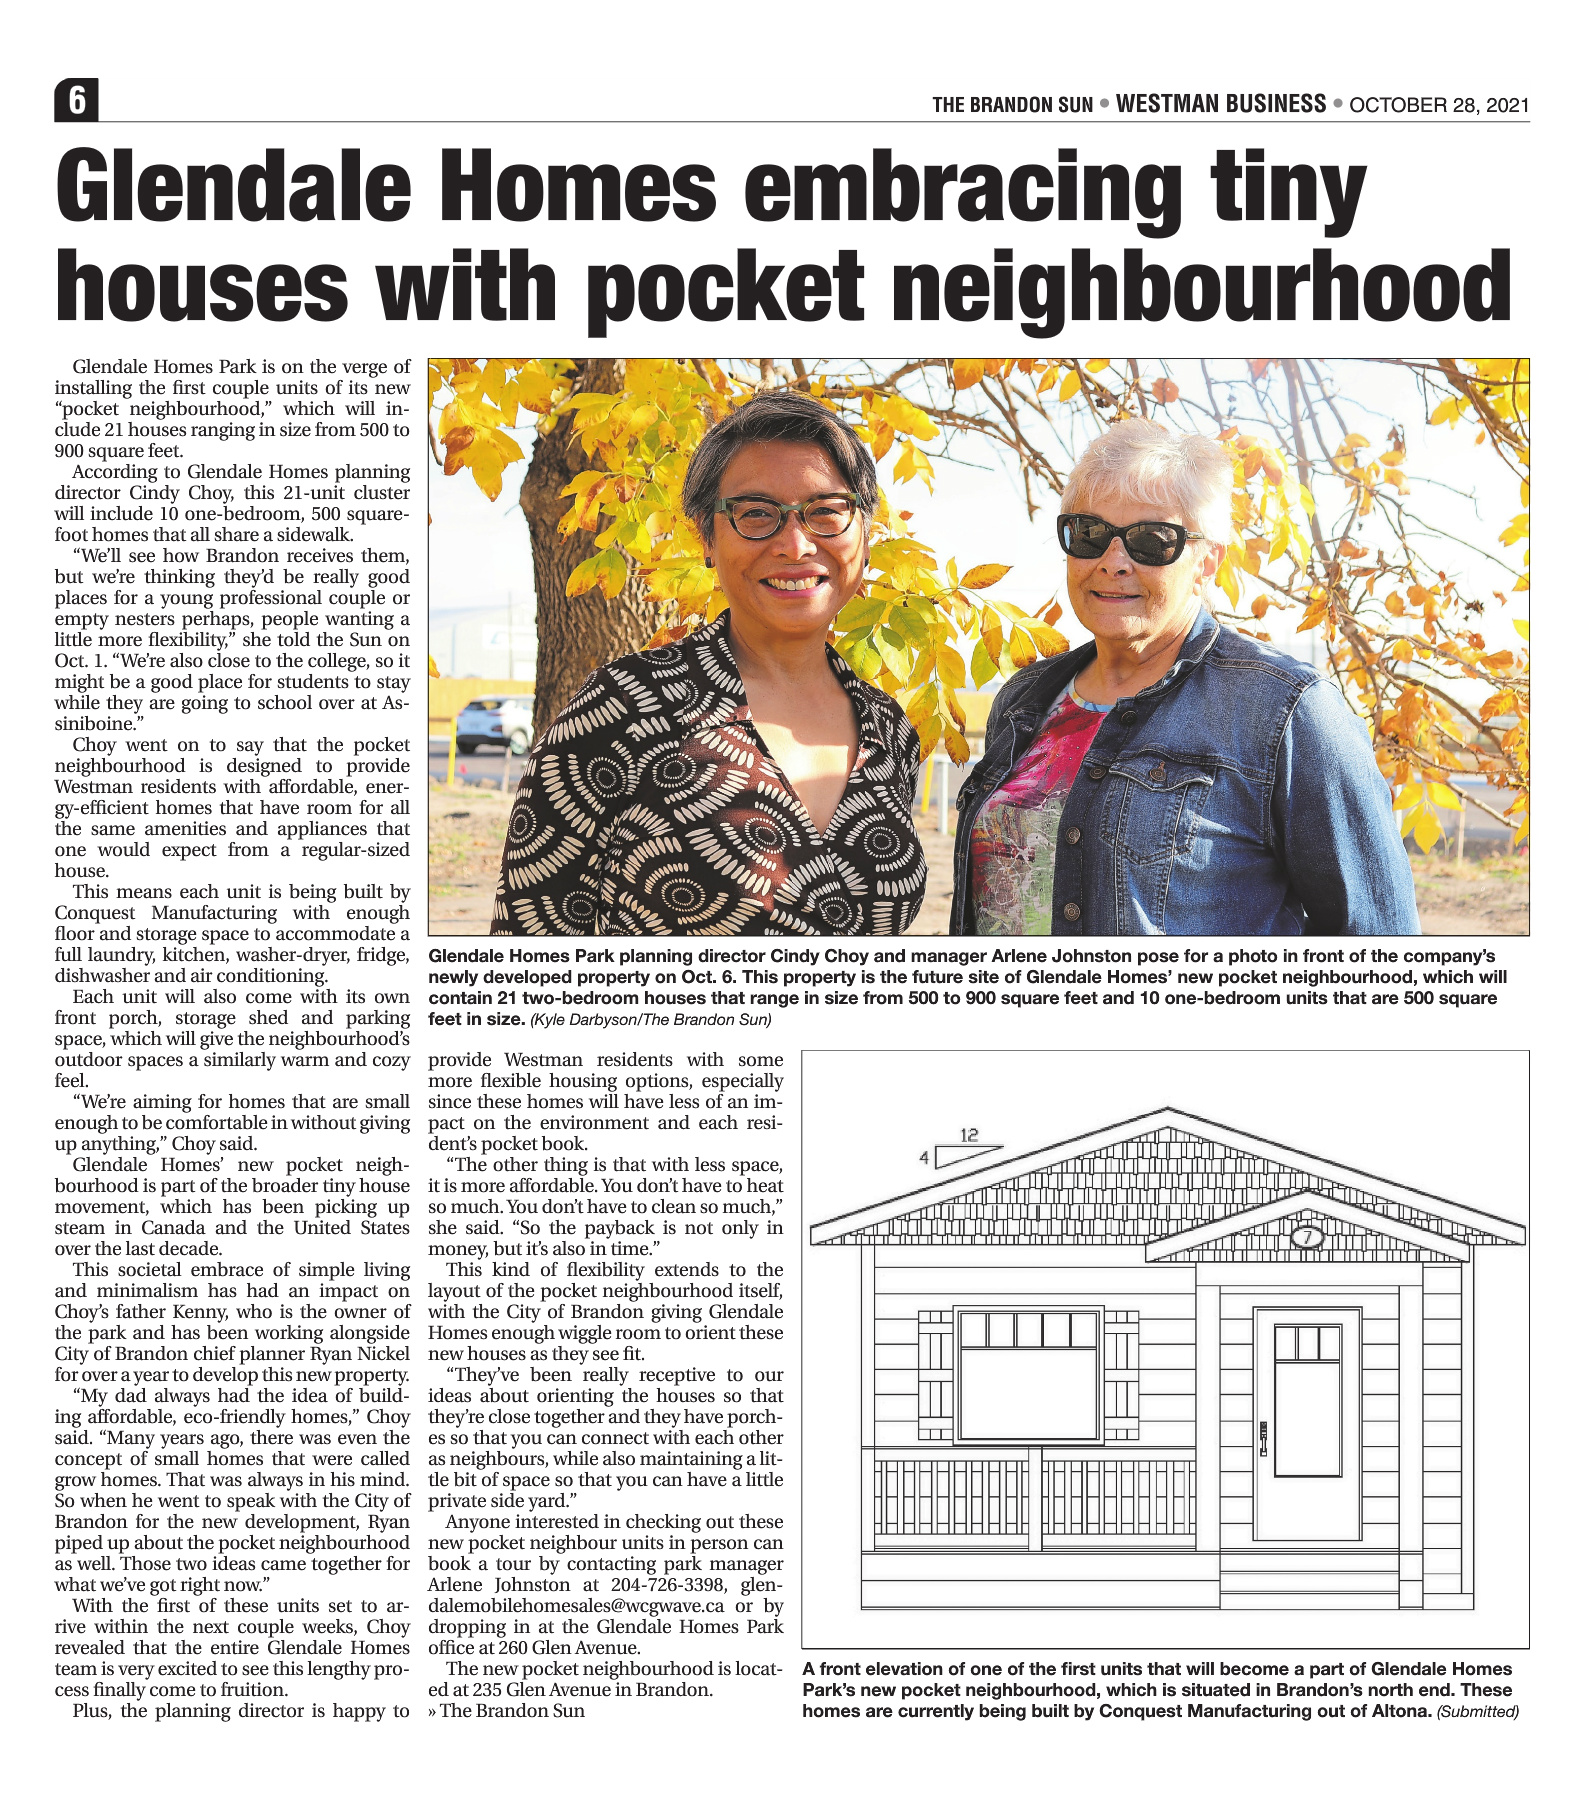 6
THE BRANDON SUN • WESTMAN BUSINESS • OCTOBER 28, 2021
Glendale Homes embracing tiny
houses with pocket neighbourhood
Glendale Homes Park is on the verge of
installing the first couple units of its new
“pocket neighbourhood,” which will in-
clude 21 houses ranging in size from 500 to
900 square feet.
According to Glendale Homes planning
director Cindy Choy, this 21-unit cluster
will include 10 one-bedroom, 500 square-
foot homes that all share a sidewalk.
“We’ll see how Brandon receives them,
but we’re thinking they’d be really good
places for a young professional couple or
empty nesters perhaps, people wanting a
little more flexibility,” she told the Sun on
Oct. 1. “We’re also close to the college, so it
might be a good place for students to stay
while they are going to school over at As-
siniboine.”
Choy went on to say that the pocket
neighbourhood is designed to provide
Westman residents with affordable, ener-
gy-efficient homes that have room for all
the same amenities and appliances that
one would expect from a regular-sized
house.
This means each unit is being built by
Conquest Manufacturing with enough
floor and storage space to accommodate a
full laundry, kitchen, washer-dryer, fridge,
dishwasher and air conditioning.
Each unit will also come with its own
front porch, storage shed and parking
space, which will give the neighbourhood’s
outdoor spaces a similarly warm and cozy
feel.
“We’re aiming for homes that are small
enough to be comfortable in without giving
up anything,” Choy said.
Glendale Homes’ new pocket neigh-
bourhood is part of the broader tiny house
movement, which has been picking up
steam in Canada and the United States
over the last decade.
This societal embrace of simple living
and minimalism has had an impact on
Choy’s father Kenny, who is the owner of
the park and has been working alongside
City of Brandon chief planner Ryan Nickel
for over a year to develop this new property.
“My dad always had the idea of build-
ing affordable, eco-friendly homes,” Choy
said. “Many years ago, there was even the
concept of small homes that were called
grow homes. That was always in his mind.
So when he went to speak with the City of
Brandon for the new development, Ryan
piped up about the pocket neighbourhood
as well. Those two ideas came together for
what we’ve got right now.”
With the first of these units set to ar-
rive within the next couple weeks, Choy
revealed that the entire Glendale Homes
team is very excited to see this lengthy pro-
cess finally come to fruition.
Plus, the planning director is happy to
Glendale Homes Park planning director Cindy Choy and manager Arlene Johnston pose for a photo in front of the company’s
newly developed property on Oct. 6. This property is the future site of Glendale Homes’ new pocket neighbourhood, which will
contain 21 two-bedroom houses that range in size from 500 to 900 square feet and 10 one-bedroom units that are 500 square
feet in size. (Kyle Darbyson/The Brandon Sun)
provide Westman residents with some
more flexible housing options, especially
since these homes will have less of an im-
pact on the environment and each resi-
dent’s pocket book.
“The other thing is that with less space,
it is more affordable. You don’t have to heat
so much. You don’t have to clean so much,”
she said. “So the payback is not only in
money, but it’s also in time.”
This kind of flexibility extends to the
layout of the pocket neighbourhood itself,
with the City of Brandon giving Glendale
Homes enough wiggle room to orient these
new houses as they see fit.
“They’ve been really receptive to our
ideas about orienting the houses so that
they’re close together and they have porch-
es so that you can connect with each other
as neighbours, while also maintaining a lit-
tle bit of space so that you can have a little
private side yard.”
Anyone interested in checking out these
new pocket neighbour units in person can
book a tour by contacting park manager
Arlene Johnston at 204-726-3398, glen-
dalemobilehomesales@wcgwave.ca or by
dropping in at the Glendale Homes Park
office at 260 Glen Avenue.
The new pocket neighbourhood is locat-
ed at 235 Glen Avenue in Brandon.
» The Brandon Sun
12
4
7
A front elevation of one of the first units that will become a part of Glendale Homes
Park’s new pocket neighbourhood, which is situated in Brandon’s north end. These
homes are currently being built by Conquest Manufacturing out of Altona. (Submitted)